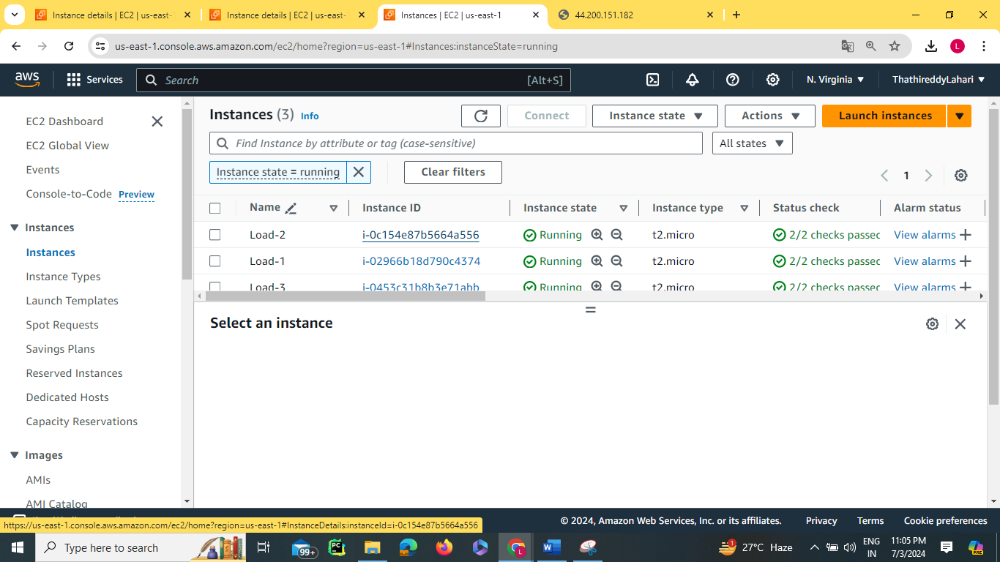 Instance details | EC2 | us-east-
Instance details | EC2 | us-east-
Instances | EC2 | us-east-1
44.200.151.182
us-east-1.console.aws.amazon.com/ec2/home?region=us-east-1#Instances:instanceState=running
L
aws
Services
Search
[Alt+S]
N. Virginia
ThathireddyLahari
EC2 Dashboard
EC2 Global View
Events
Console-to-Code Preview
Instances
Instances
Instance Types
Launch Templates
Spot Requests
Savings Plans
Reserved Instances
Dedicated Hosts
Capacity Reservations
Images
AMIs
AMI Catalog
Instances (3) Info
Connect
Instance state
Actions
Launch instances
Find Instance by attribute or tag (case-sensitive)
All states
Instance state = running
Clear filters
1
Name Instance ID Instance state Instance type Status check Alarm status
Load-2 i-0c154e87b5664a556 Running t2.micro 2/2 checks passec View alarms
Load-1 i-02966b18d790c4374 Running t2.micro 2/2 checks passec View alarms
Load-3 i-0453c31b8b3e71abb Running t2.micro 2/2 checks passec View alarms
Select an instance
https://us-east-1.console.aws.amazon.com/ec2/home?region=us-east-1#InstanceDetails:instanceId=i-0c154e87b5664a556
© 2024, Amazon Web Services, Inc. or its affiliates. Privacy Terms Cookie preferences
Type here to search
99+
PC
L
W
27°C Haze
ENG
IN
11:05 PM
7/3/2024
PRE